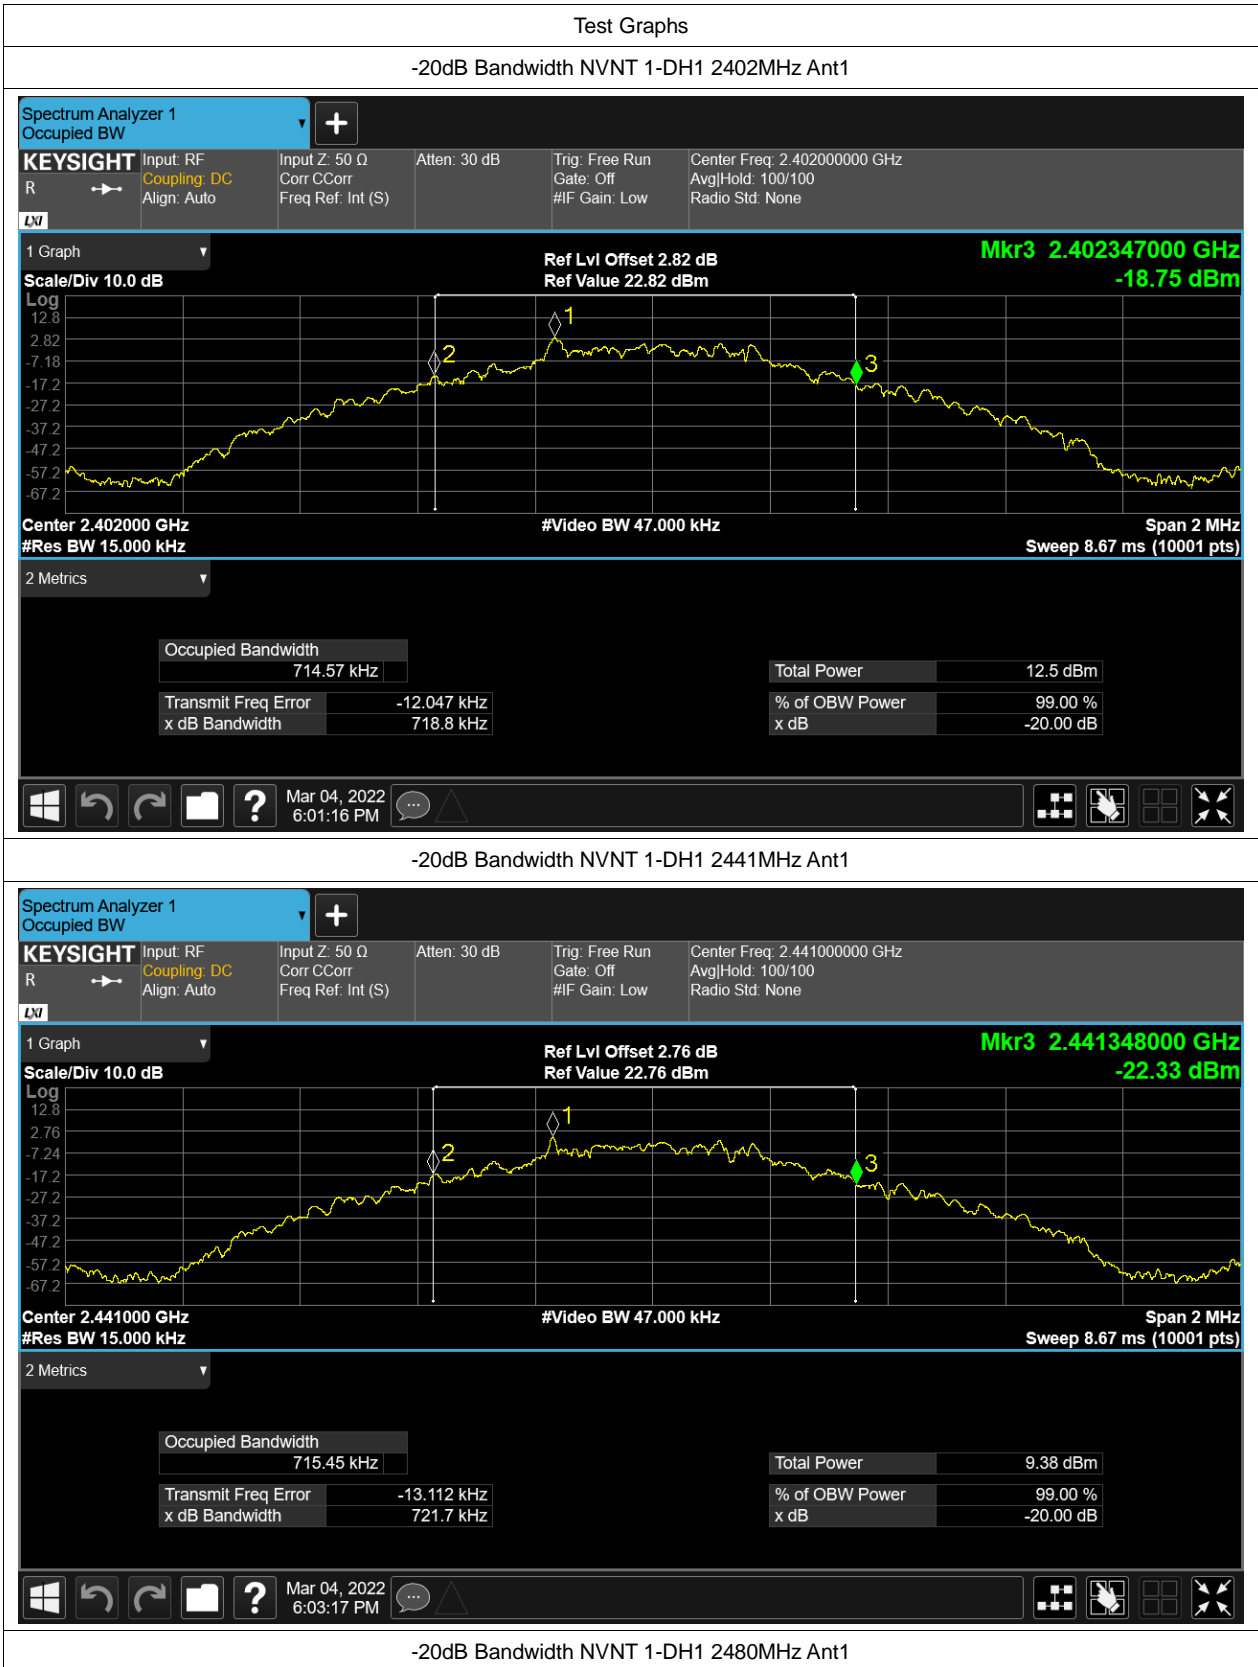 Test Graphs
-20dB Bandwidth NVNT 1-DH1 2402MHz Ant1
Spectrum Analyzer 1
Occupied BW
KEYSIGHT Input: RF Input Z: 50 Ω Atten: 30 dB Trig: Free Run Center Freq: 2.402000000 GHz
R Coupling: DC Corr CCorr Gate: Off Avg|Hold: 100/100
Align: Auto Freq Ref: Int (S) #IF Gain: Low Radio Std: None
LXI
1 Graph Ref Lvl Offset 2.82 dB Mkr3 2.402347000 GHz
Scale/Div 10.0 dB Ref Value 22.82 dBm -18.75 dBm
Log
12.8
1
2.82
2
-7.18
3
-17.2
-27.2
-37.2
-47.2
-57.2
-67.2
Center 2.402000 GHz #Video BW 47.000 kHz Span 2 MHz
#Res BW 15.000 kHz Sweep 8.67 ms (10001 pts)
2 Metrics
Occupied Bandwidth
714.57 kHz Total Power 12.5 dBm
Transmit Freq Error -12.047 kHz % of OBW Power 99.00 %
x dB Bandwidth 718.8 kHz x dB -20.00 dB
? Mar 04, 2022
6:01:16 PM
-20dB Bandwidth NVNT 1-DH1 2441MHz Ant1
Spectrum Analyzer 1
Occupied BW
KEYSIGHT Input: RF Input Z: 50 Ω Atten: 30 dB Trig: Free Run Center Freq: 2.441000000 GHz
R Coupling: DC Corr CCorr Gate: Off Avg|Hold: 100/100
Align: Auto Freq Ref: Int (S) #IF Gain: Low Radio Std: None
LXI
1 Graph Ref Lvl Offset 2.76 dB Mkr3 2.441348000 GHz
Scale/Div 10.0 dB Ref Value 22.76 dBm -22.33 dBm
Log
12.8
1
2.76
2
-7.24
3
-17.2
-27.2
-37.2
-47.2
-57.2
-67.2
Center 2.441000 GHz #Video BW 47.000 kHz Span 2 MHz
#Res BW 15.000 kHz Sweep 8.67 ms (10001 pts)
2 Metrics
Occupied Bandwidth
715.45 kHz Total Power 9.38 dBm
Transmit Freq Error -13.112 kHz % of OBW Power 99.00 %
x dB Bandwidth 721.7 kHz x dB -20.00 dB
? Mar 04, 2022
6:03:17 PM
-20dB Bandwidth NVNT 1-DH1 2480MHz Ant1